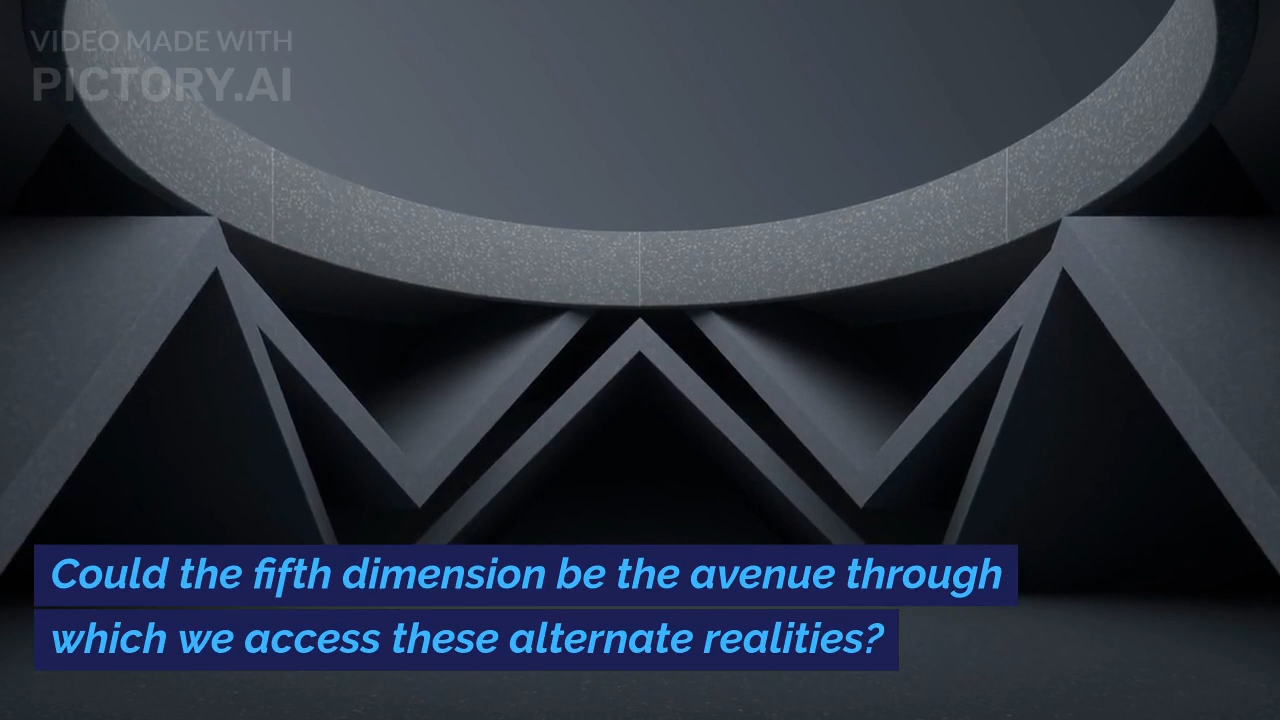 VIDEO MADE WITH
PICTORY.AI
Could the fifth dimension be the avenue through
which we access these alternate realities?